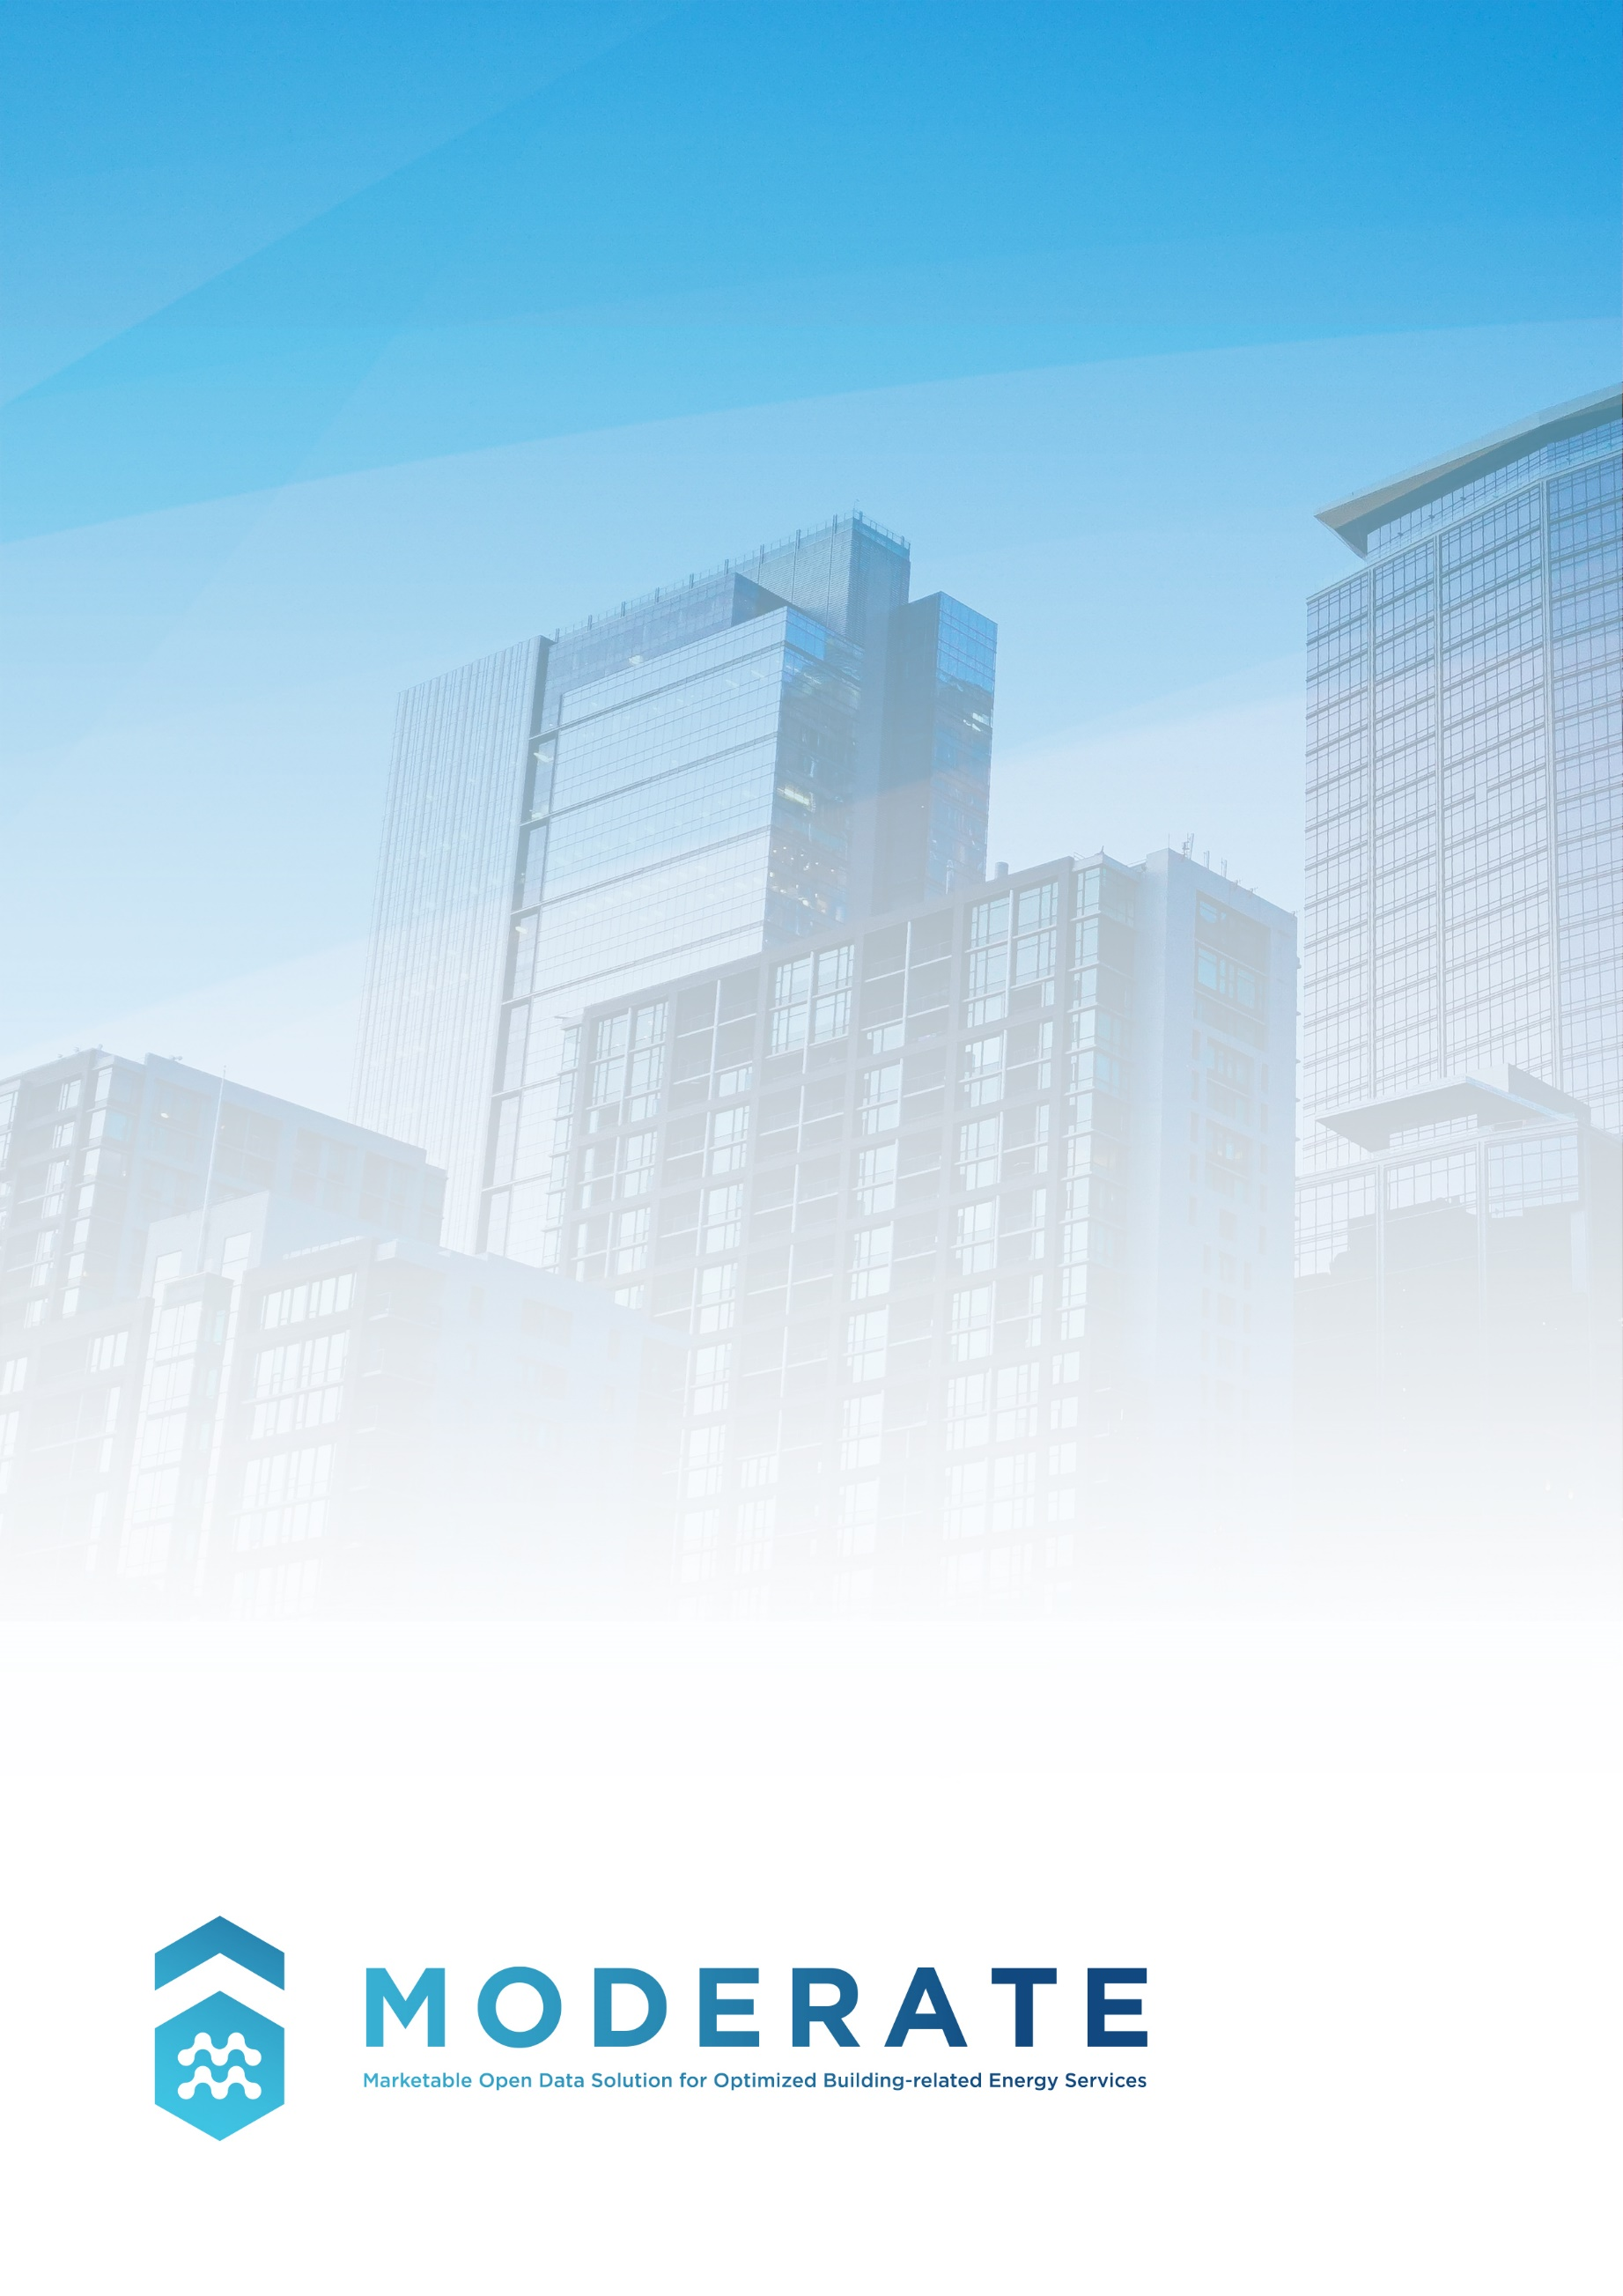 MODERATE
Marketable Open Data Solution for Optimized Building-related Energy Services